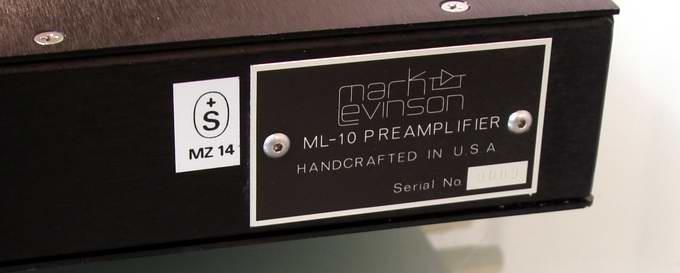 +
S
MZ 14
mark
Levinson
ML-10 PREAMPLIFIER
HANDCRAFTED IN U.S.A
Serial No.